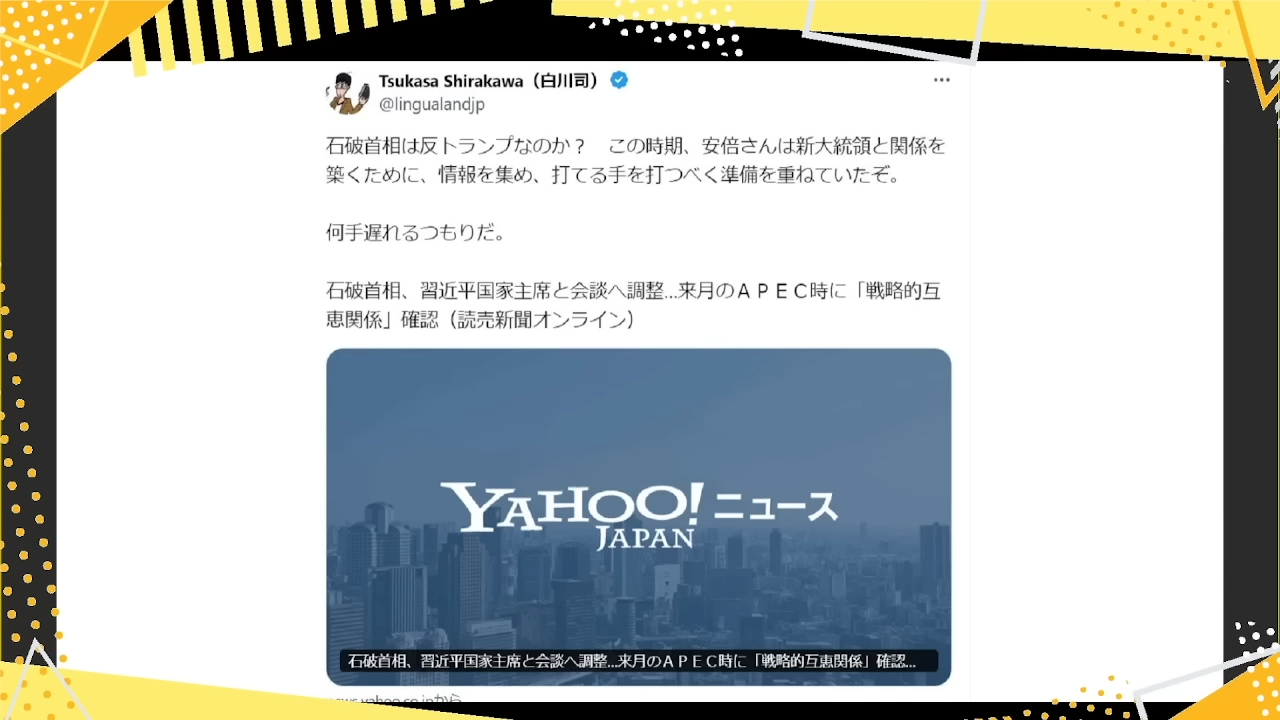 Tsukasa Shirakawa（白川司）
@lingualandjp
石破首相は反トランプなのか？　この時期、安倍さんは新大統領と関係を
築くために、情報を集め、打てる手を打つべく準備を重ねていたぞ。
何手遅れるつもりだ。
石破首相、習近平国家主席と会談へ調整...来月のＡＰＥＣ時に「戦略的互
恵関係」確認（読売新聞オンライン）
YAHOO!ニュース
JAPAN
石破首相、習近平国家主席と会談へ調整...来月のＡＰＥＣ時に「戦略的互恵関係」確認...
news.yahoo.co.jpから